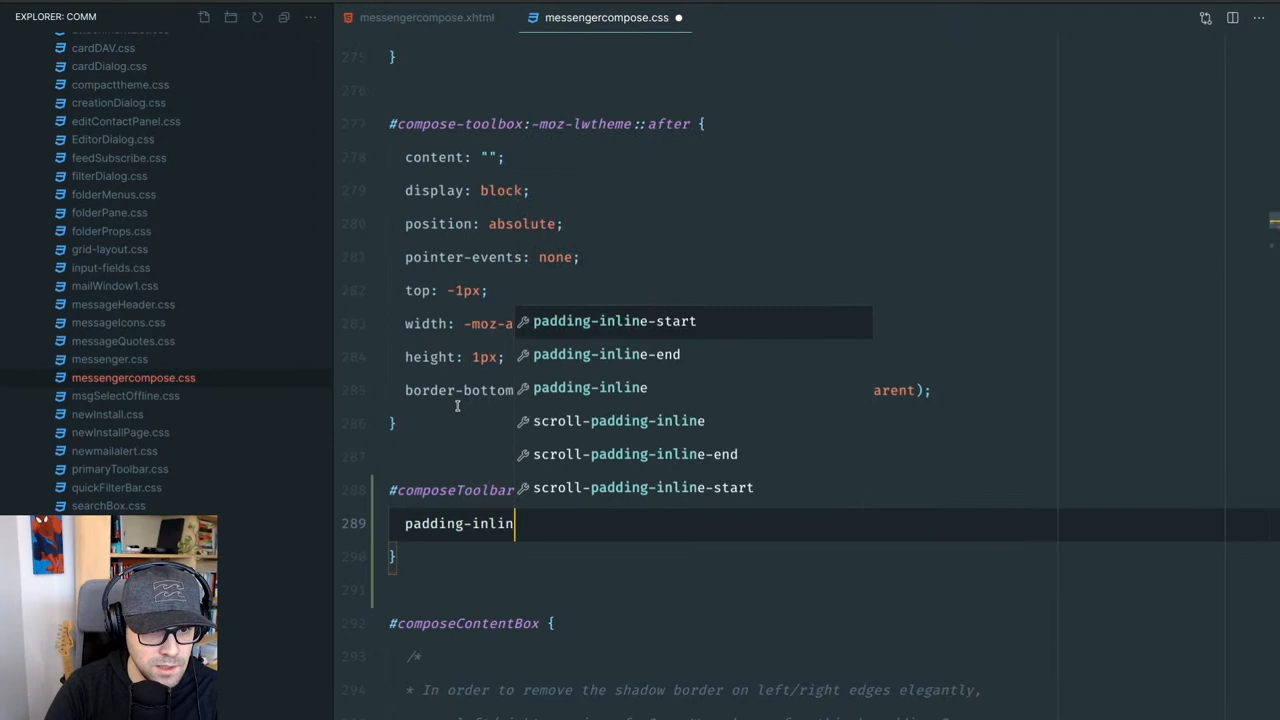 EXPLORER: COMM
messengercompose.xhtml
messengercompose.css
cardDAV.css
cardDialog.css
compacttheme.css
creationDialog.css
editContactPanel.css
EditorDialog.css
feedSubscribe.css
filterDialog.css
folderMenus.css
folderPane.css
folderProps.css
grid-layout.css
input-fields.css
mailWindow1.css
messageHeader.css
messageIcons.css
messageQuotes.css
messenger.css
messengercompose.css
msgSelectOffline.css
newInstall.css
newInstallPage.css
newmailalert.css
primaryToolbar.css
quickFilterBar.css
searchBox.css
275 }
276
277 #compose-toolbox:-moz-lwtheme::after {
278 content: "";
279 display: block;
280 position: absolute;
281 pointer-events: none;
282 top: -1px;
283 width: -moz-a
284 height: 1px;
285 border-bottom arent);
286 }
287
288 #composeToolbar
289 padding-inlin
290 }
291
292 #composeContentBox {
293 /*
294 * In order to remove the shadow border on left/right edges elegantly,
padding-inline-start
padding-inline-end
padding-inline
scroll-padding-inline
scroll-padding-inline-end
scroll-padding-inline-start